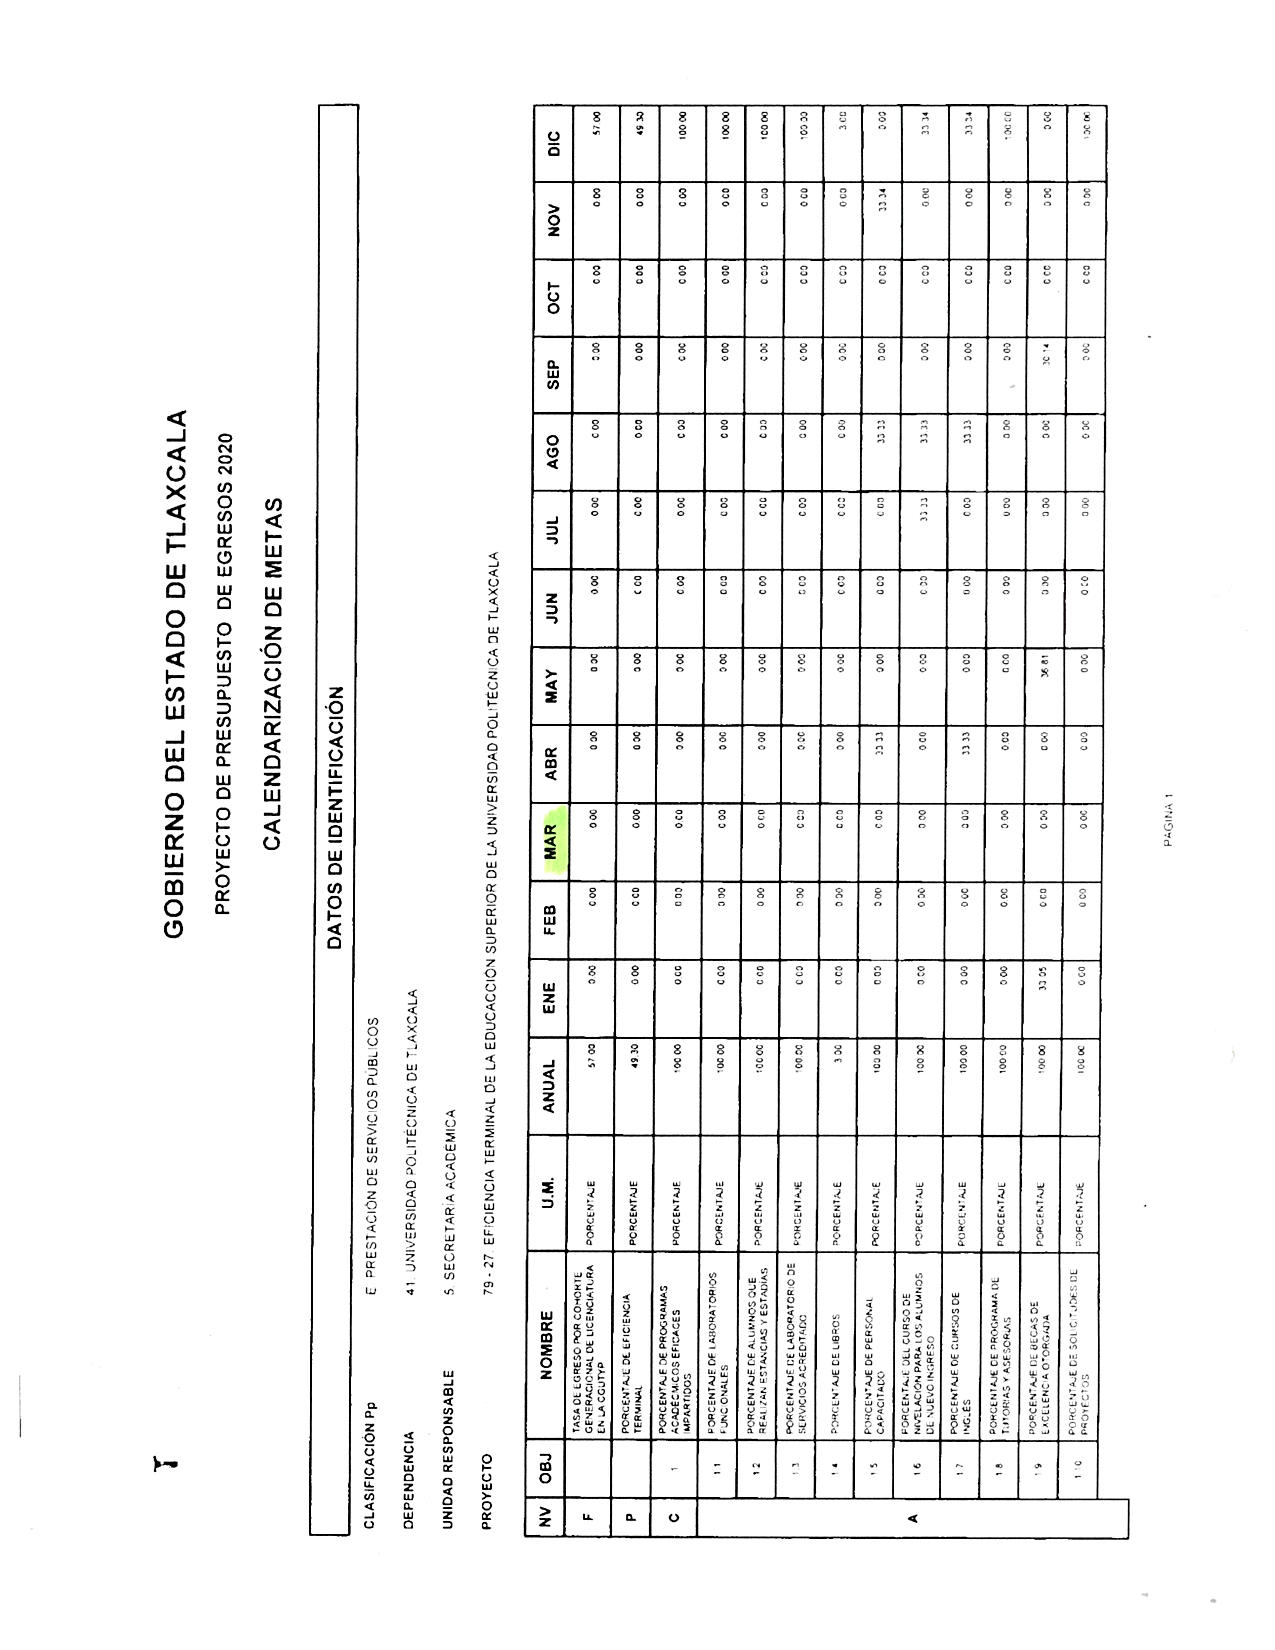 GOBIERNO DEL ESTADO DE TLAXCALA
PROYECTO DE PRESUPUESTO DE EGRESOS 2020
CALENDARIZACIÓN DE METAS
DATOS DE IDENTIFICACIÓN
CLASIFICACIÓN Pp E PRESTACIÓN DE SERVICIOS PÚBLICOS
DEPENDENCIA 41. UNIVERSIDAD POLITÉCNICA DE TLAXCALA
UNIDAD RESPONSABLE 5. SECRETARÍA ACADEMICA
PROYECTO 79 - 27. EFICIENCIA TERMINAL DE LA EDUCACCIÓN SUPERIOR DE LA UNIVERSIDAD POLITÉCNICA DE TLAXCALA
NV OBJ NOMBRE U.M. ANUAL ENE FEB MAR ABR MAY JUN JUL AGO SEP OCT NOV DIC
F TASA DE EGRESO POR COHORTE
GENERACIONAL DE LICENCIATURA
EN LA CGUTYP PORCENTAJE 57.00 0.00 0.00 0.00 0.00 0.00 0.00 0.00 0.00 0.00 0.00 0.00 57.00
P PORCENTAJE DE EFICIENCIA
TERMINAL PORCENTAJE 49.30 0.00 0.00 0.00 0.00 0.00 0.00 0.00 0.00 0.00 0.00 0.00 49.30
C 1 PORCENTAJE DE PROGRAMAS
ACADÉCMICOS EFICACES
IMPARTIDOS PORCENTAJE 100.00 0.00 0.00 0.00 0.00 0.00 0.00 0.00 0.00 0.00 0.00 0.00 100.00
A 1.1 PORCENTAJE DE LABORATORIOS
FUNCIONALES PORCENTAJE 100.00 0.00 0.00 0.00 0.00 0.00 0.00 0.00 0.00 0.00 0.00 0.00 100.00
1.2 PORCENTAJE DE ALUMNOS QUE
REALIZAN ESTANCIAS Y ESTADÍAS PORCENTAJE 100.00 0.00 0.00 0.00 0.00 0.00 0.00 0.00 0.00 0.00 0.00 0.00 100.00
1.3 PORCENTAJE DE LABORATORIO DE
SERVICIOS ACREDITADO PORCENTAJE 100.00 0.00 0.00 0.00 0.00 0.00 0.00 0.00 0.00 0.00 0.00 0.00 100.00
1.4 PORCENTAJE DE LIBROS PORCENTAJE 3.00 0.00 0.00 0.00 0.00 0.00 0.00 0.00 0.00 0.00 0.00 0.00 3.00
1.5 PORCENTAJE DE PERSONAL
CAPACITADO PORCENTAJE 100.00 0.00 0.00 0.00 33.33 0.00 0.00 0.00 33.33 0.00 0.00 33.34 0.00
1.6 PORCENTAJE DEL CURSO DE
NIVELACIÓN PARA LOS ALUMNOS
DE NUEVO INGRESO PORCENTAJE 100.00 0.00 0.00 0.00 0.00 0.00 0.00 33.33 33.33 0.00 0.00 0.00 33.34
1.7 PORCENTAJE DE CURSOS DE
INGLÉS PORCENTAJE 100.00 0.00 0.00 0.00 33.33 0.00 0.00 0.00 33.33 0.00 0.00 0.00 33.34
1.8 PORCENTAJE DE PROGRAMA DE
TUTORIAS Y ASESORIAS PORCENTAJE 100.00 0.00 0.00 0.00 0.00 0.00 0.00 0.00 0.00 0.00 0.00 0.00 100.00
1.9 PORCENTAJE DE BECAS DE
EXCELENCIA OTORGADA PORCENTAJE 100.00 33.05 0.00 0.00 0.00 36.81 0.00 0.00 0.00 30.14 0.00 0.00 0.00
1.10 PORCENTAJE DE SOLICITUDES DE
PROYECTOS PORCENTAJE 100.00 0.00 0.00 0.00 0.00 0.00 0.00 0.00 0.00 0.00 0.00 0.00 100.00
PAGINA 1